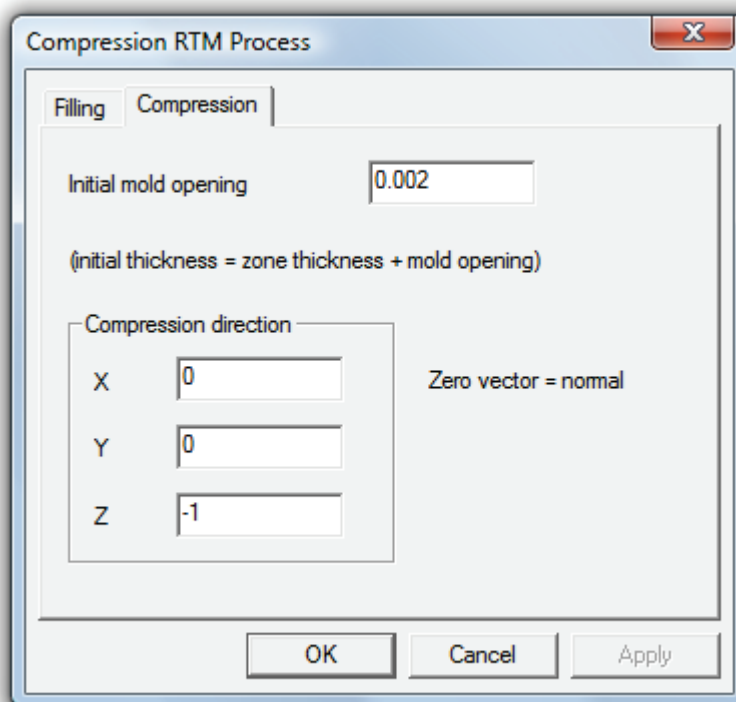 Compression RTM Process
X
Filling Compression
Initial mold opening 0.002
(initial thickness = zone thickness + mold opening)
Compression direction
X 0 Zero vector = normal
Y 0
Z -1
OK Cancel Apply